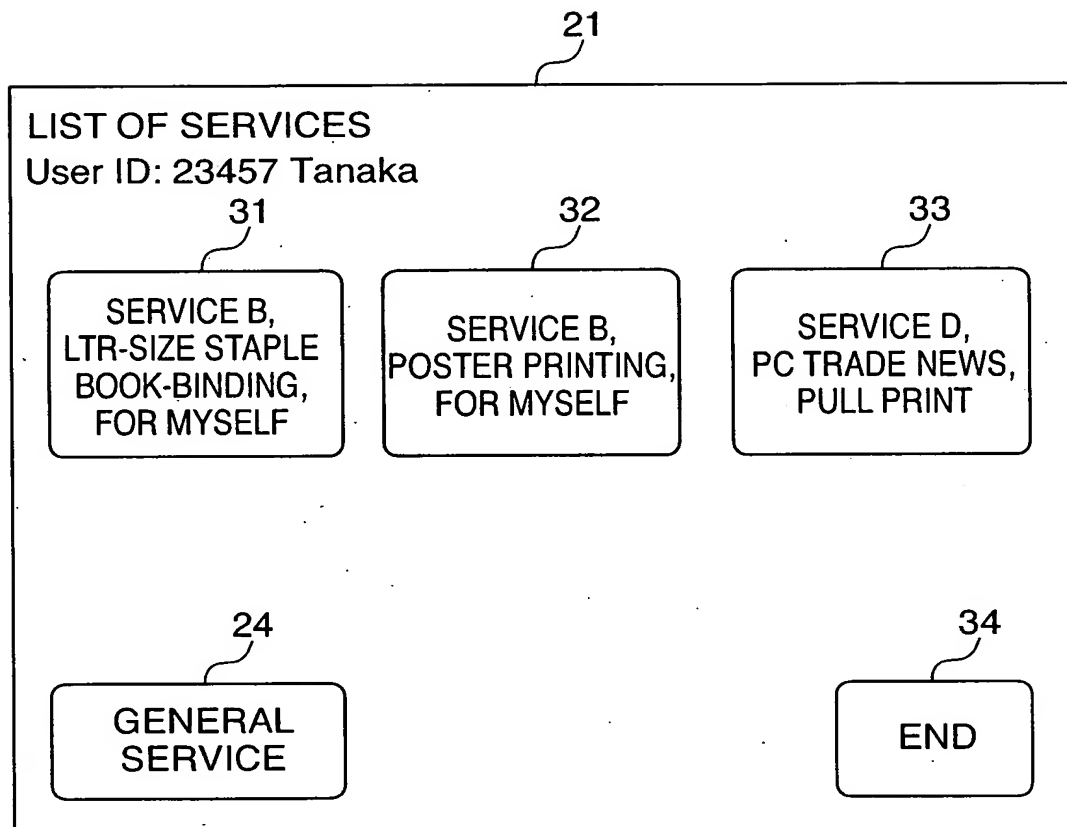 21
LIST OF SERVICES
User ID: 23457 Tanaka
31
32
33
SERVICE B,
LTR-SIZE STAPLE
BOOK-BINDING,
FOR MYSELF
SERVICE B,
POSTER PRINTING,
FOR MYSELF
SERVICE D,
PC TRADE NEWS,
PULL PRINT
24
34
GENERAL
SERVICE
END